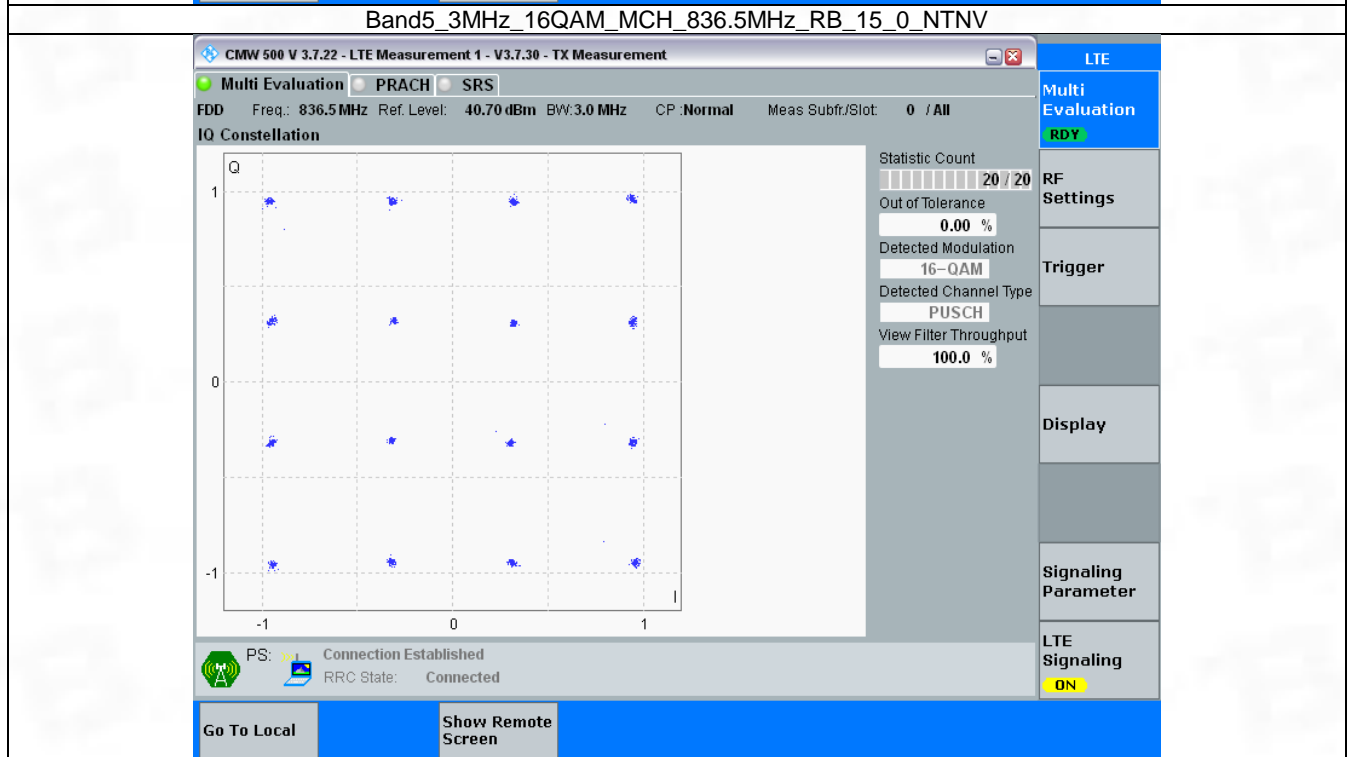 Band5_3MHz_16QAM_MCH_836.5MHz_RB_15_0_NTNV
CMW 500 V 3.7.22 - LTE Measurement 1 - V3.7.30 - TX Measurement
LTE
Multi Evaluation PRACH SRS
Multi
Evaluation
RDY
FDD Freq.: 836.5 MHz Ref. Level: 40.70 dBm BW: 3.0 MHz CP :Normal Meas Subfr./Slot: 0 / All
IQ Constellation
Q
1
0
-1
I
-1 0 1
Statistic Count
20 / 20
Out of Tolerance
0.00 %
Detected Modulation
16-QAM
Detected Channel Type
PUSCH
View Filter Throughput
100.0 %
RF
Settings
Trigger
Display
Signaling
Parameter
LTE
Signaling
ON
PS: Connection Established
RRC State: Connected
Go To Local
Show Remote
Screen